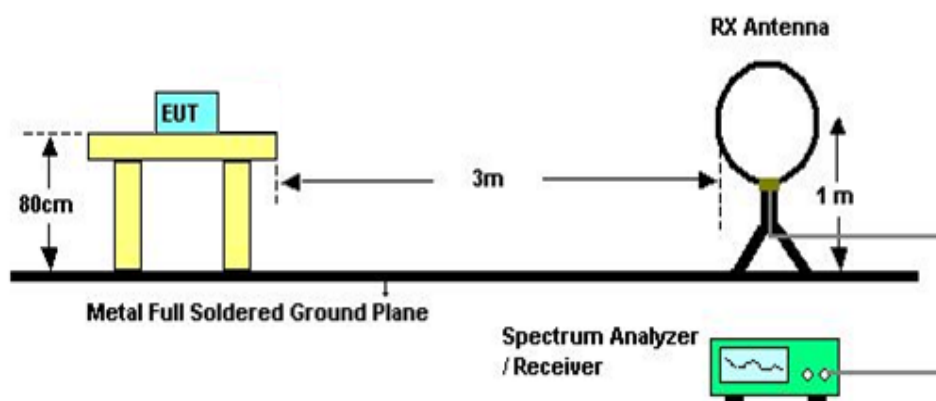 RX Antenna
EUT
80cm
3m
1 m
Metal Full Soldered Ground Plane
Spectrum Analyzer
/ Receiver